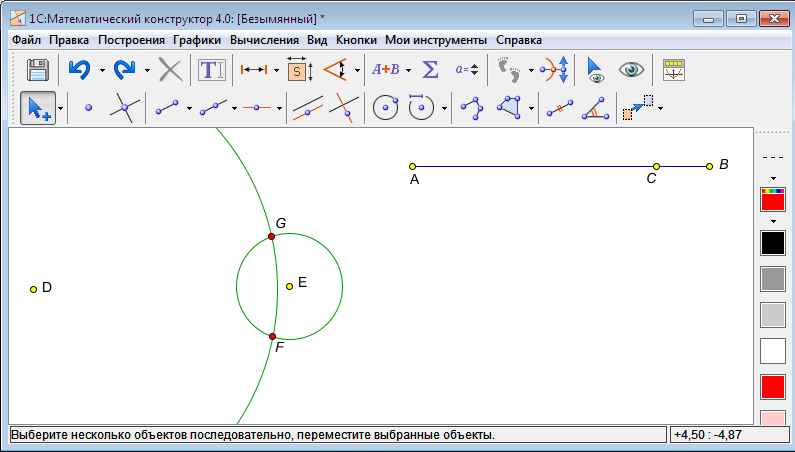 1С:Математический конструктор 4.0: [Безымянный] *
Файл Правка Построения Графики Вычисления Вид Кнопки Мои инструменты Справка
T S A+B Σ a=
A C B
G
D E
F
Выберите несколько объектов последовательно, переместите выбранные объекты. +4,50 : -4,87